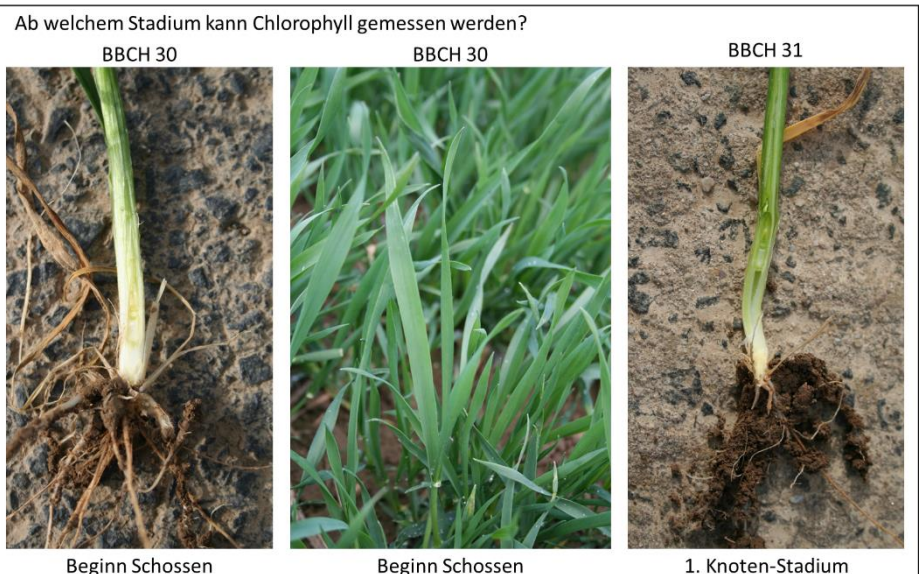 Ab welchem Stadium kann Chlorophyll gemessen werden?
BBCH 30
BBCH 30
BBCH 31
Beginn Schossen
Beginn Schossen
1. Knoten-Stadium